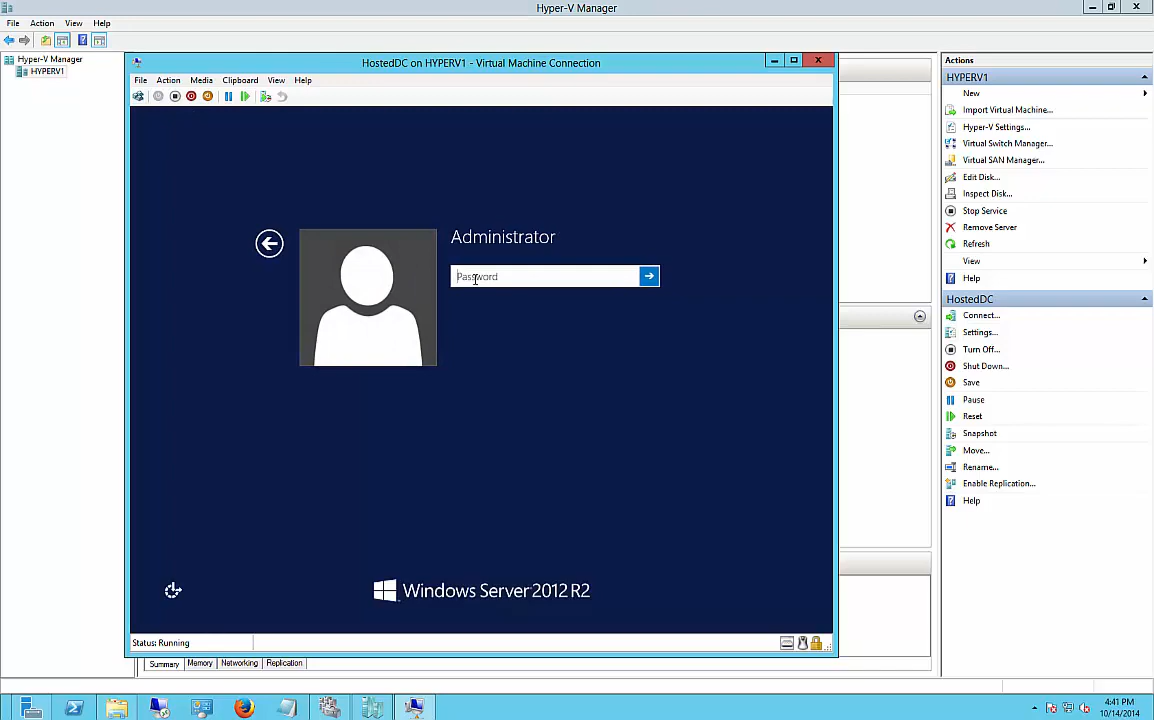 Hyper-V Manager
File Action View Help
Hyper-V Manager
HYPERV1
HostedDC on HYPERV1 - Virtual Machine Connection
File Action Media Clipboard View Help
Administrator
Password
Windows Server 2012 R2
Status: Running
Summary Memory Networking Replication
Actions
HYPERV1
New
Import Virtual Machine...
Hyper-V Settings...
Virtual Switch Manager...
Virtual SAN Manager...
Edit Disk...
Inspect Disk...
Stop Service
Remove Server
Refresh
View
Help
HostedDC
Connect...
Settings...
Turn Off...
Shut Down...
Save
Pause
Reset
Snapshot
Move...
Rename...
Enable Replication...
Help
4:41 PM
10/14/2014